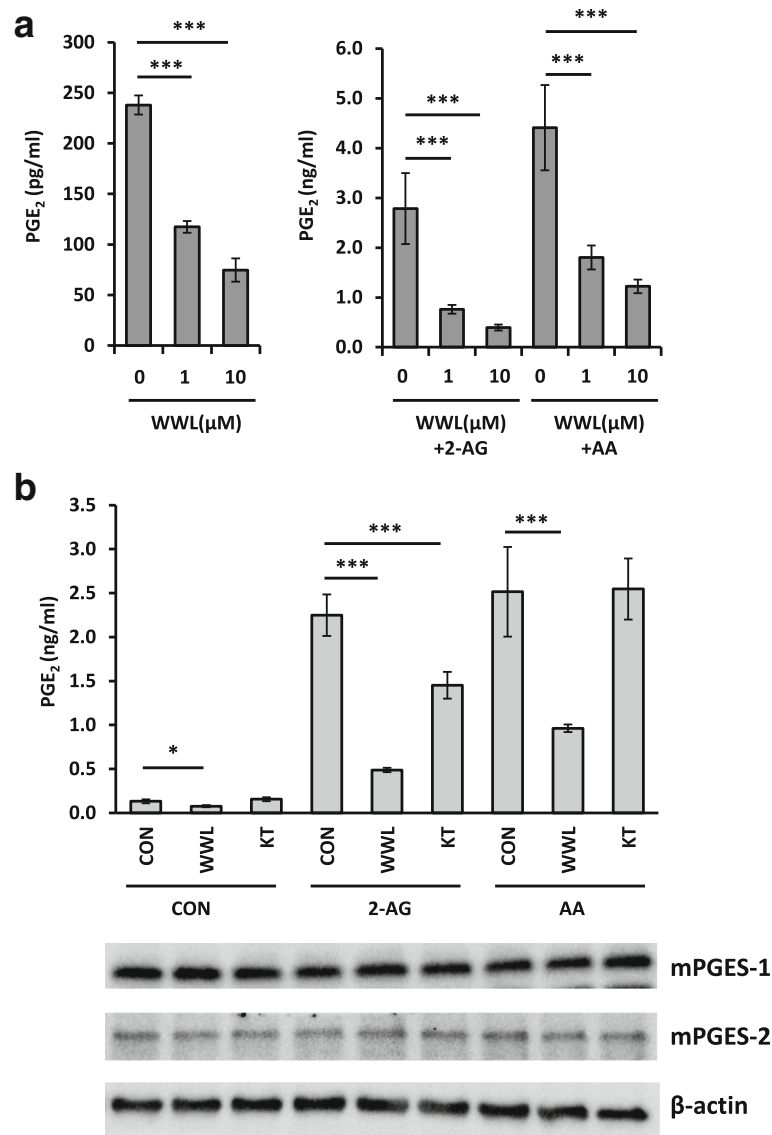 a
*** *** ***
*** *** ***
PGE2 (pg/ml)
300
250
200
150
100
50
0
0 1 10
WWL(μM)
PGE2 (ng/ml)
6.0
5.0
4.0
3.0
2.0
1.0
0.0
0 1 10 0 1 10
WWL(μM) WWL(μM)
+2-AG +AA
b
PGE2 (ng/ml)
3.5
3.0
2.5
2.0
1.5
1.0
0.5
0.0
* *** *** ***
CON WWL KT CON WWL KT CON WWL KT
CON 2-AG AA
mPGES-1
mPGES-2
β-actin